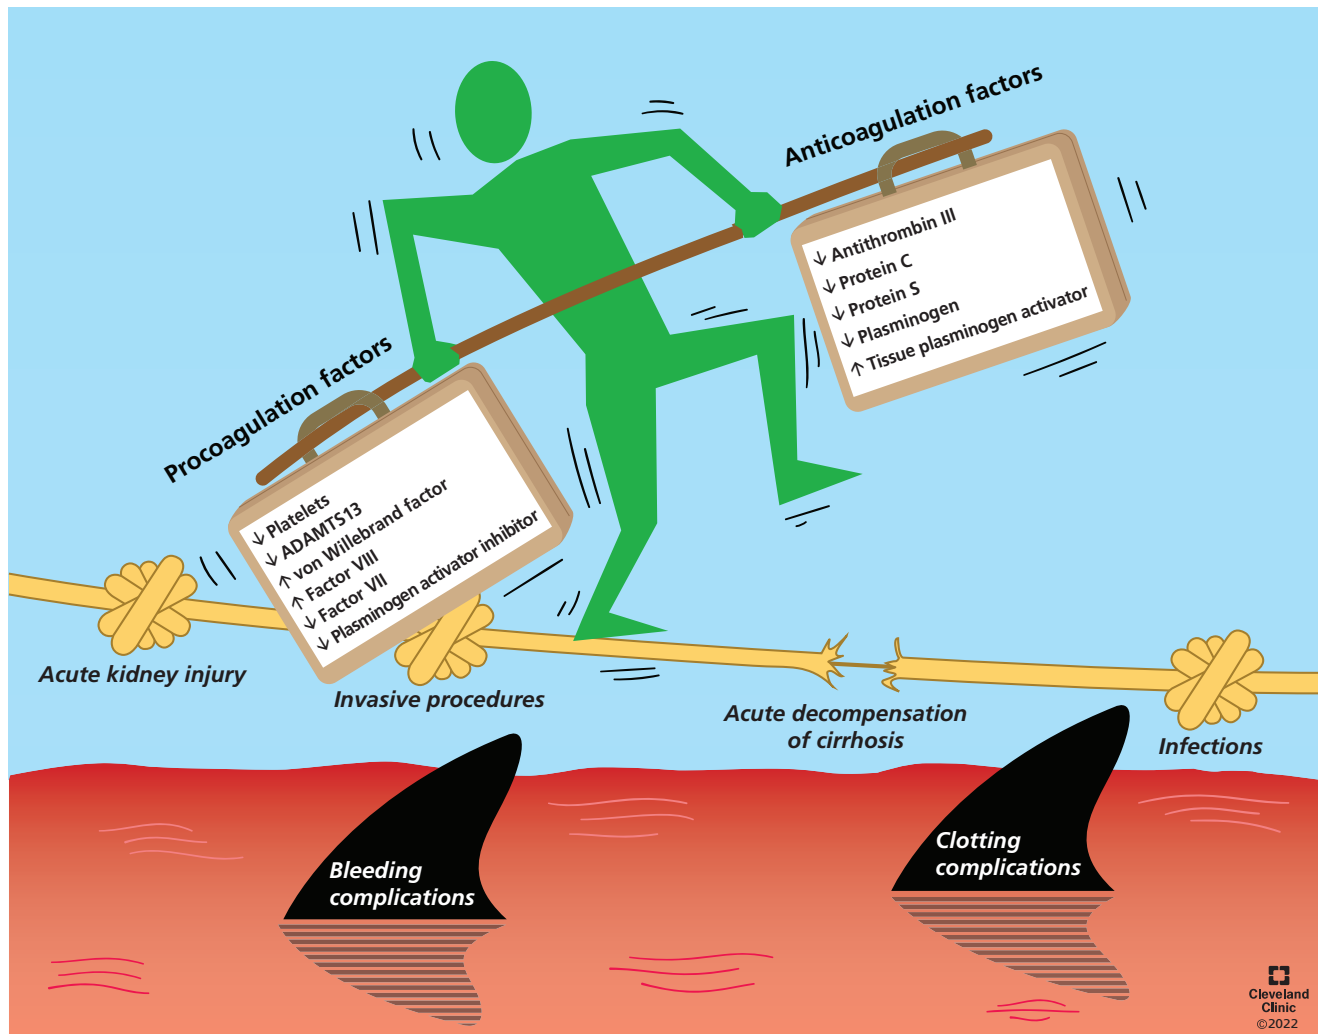 Anticoagulation factors
↓ Antithrombin III
↓ Protein C
↓ Protein S
↓ Plasminogen
↑ Tissue plasminogen activator
Procoagulation factors
↓ Platelets
↓ ADAMTS13
↑ von Willebrand factor
↑ Factor VIII
↓ Factor VII
↓ Plasminogen activator inhibitor
Acute kidney injury
Invasive procedures
Acute decompensation
of cirrhosis
Infections
Bleeding
complications
Clotting
complications
Cleveland
Clinic
©2022